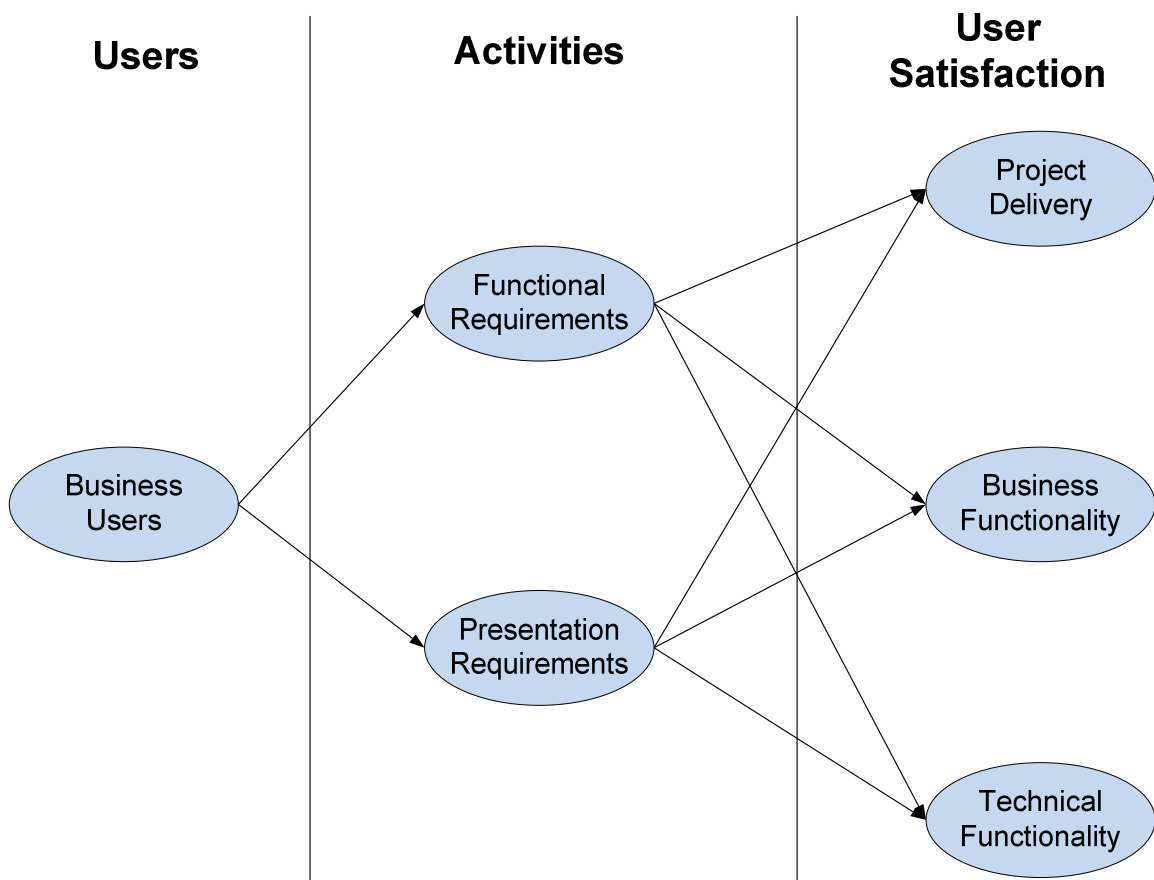 Users
Activities
User
Satisfaction
Project
Delivery
Functional
Requirements
Business
Users
Business
Functionality
Presentation
Requirements
Technical
Functionality